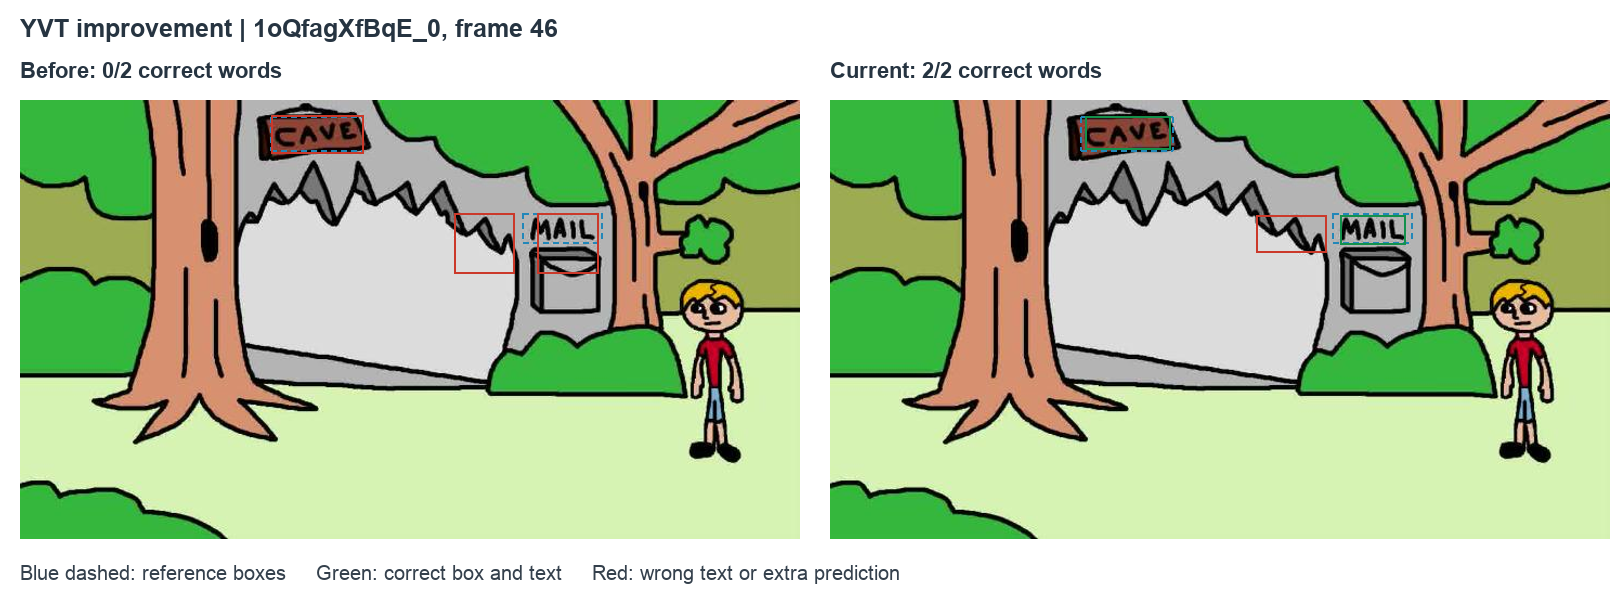 YVT improvement | 1oQfagXfBqE_0, frame 46
Before: 0/2 correct words
Current: 2/2 correct words
CAVE
MAIL
CAVE
MAIL
Blue dashed: reference boxes Green: correct box and text Red: wrong text or extra prediction